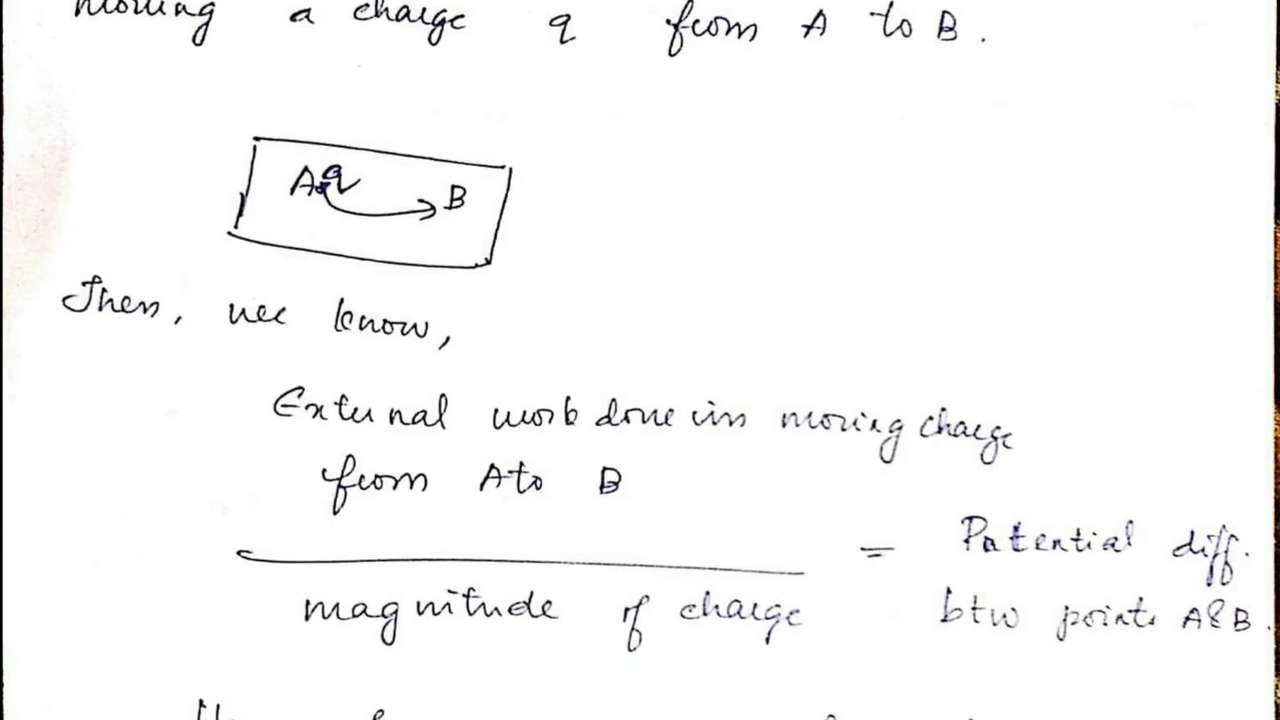 moving a charge q from A to B.
A q B
Then, we know,
External work done in moving charge
from A to B
magnitude of charge
= Potential diff.
btw points A & B.